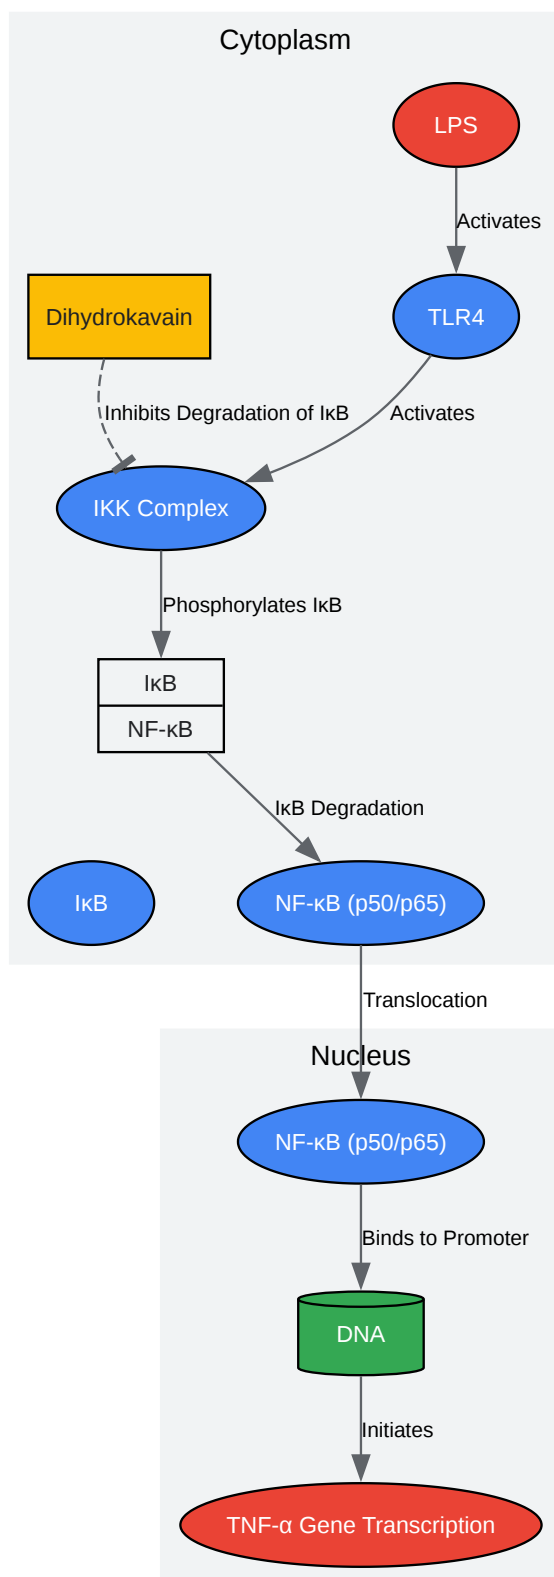 Cytoplasm
LPS
Activates
Dihydrokavain
TLR4
Inhibits Degradation of IκB
Activates
IKK Complex
Phosphorylates IκB
IκB
NF-κB
IκB Degradation
IκB
NF-κB (p50/p65)
Translocation
Nucleus
NF-κB (p50/p65)
Binds to Promoter
DNA
Initiates
TNF-α Gene Transcription